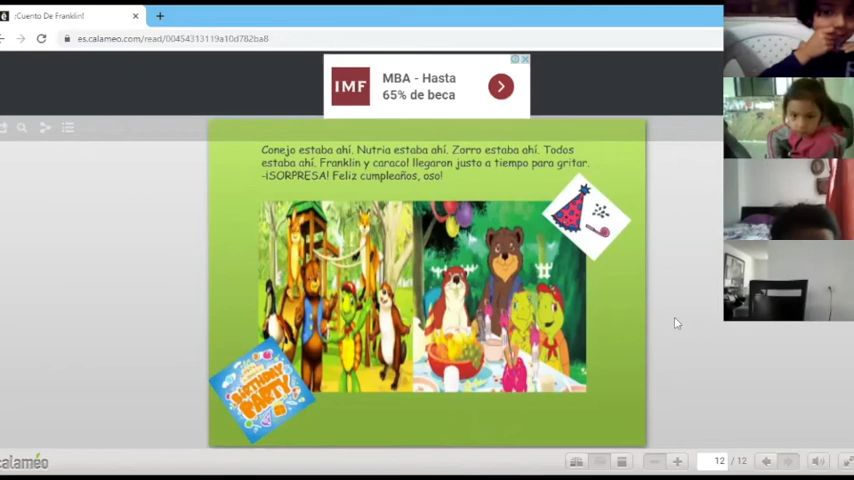 ¡Cuento De Franklin!
es.calameo.com/read/00454313119a10d782ba8
IMF
MBA - Hasta
65% de beca
Conejo estaba ahí. Nutria estaba ahí. Zorro estaba ahí. Todos
estaba ahí. Franklin y caracol llegaron justo a tiempo para gritar.
-¡SORPRESA! Feliz cumpleaños, oso!
BIRTHDAY
PARTY
calaméo
12 / 12